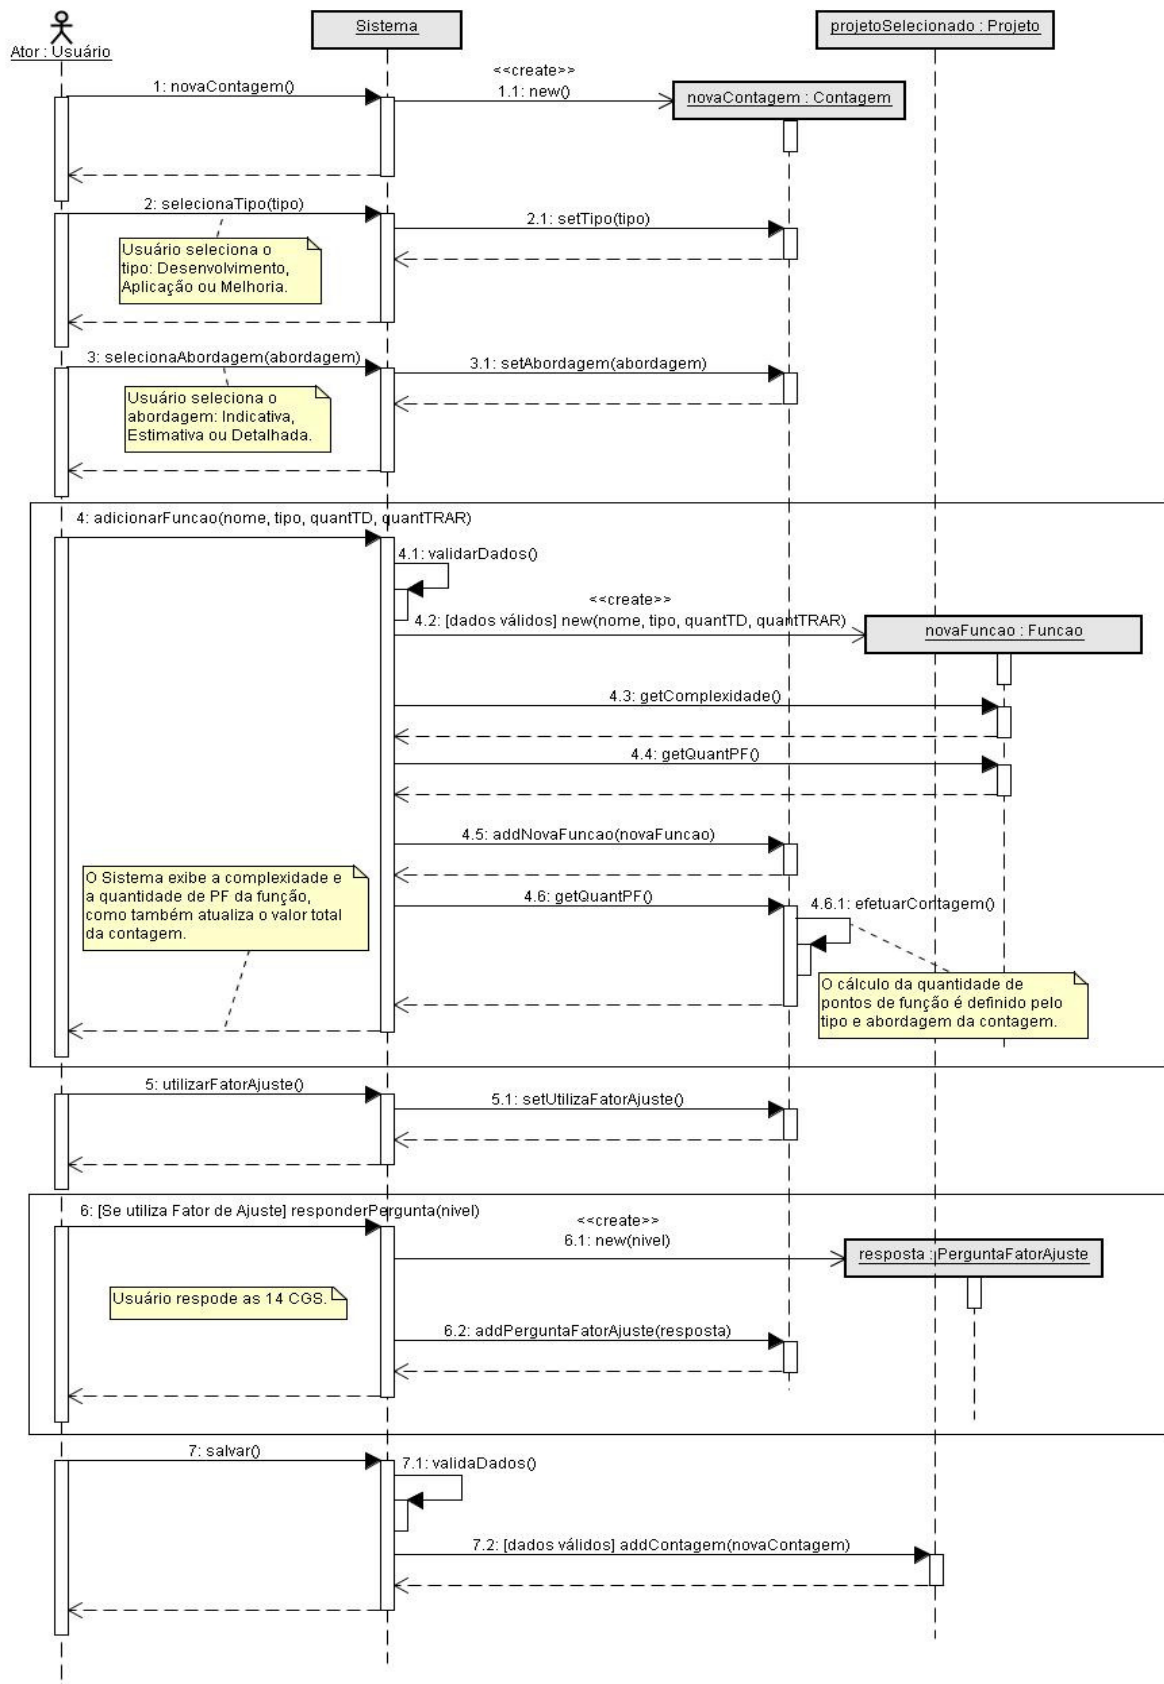 Ator : Usuário
Sistema
projetoSelecionado : Projeto
1: novaContagem()
<<create>>
1.1: new()
novaContagem : Contagem
2: selecionaTipo(tipo)
2.1: setTipo(tipo)
Usuário seleciona o
tipo: Desenvolvimento,
Aplicação ou Melhoria.
3: selecionaAbordagem(abordagem)
3.1: setAbordagem(abordagem)
Usuário seleciona o
abordagem: Indicativa,
Estimativa ou Detalhada.
4: adicionarFuncao(nome, tipo, quantTD, quantTRAR)
4.1: validarDados()
<<create>>
4.2: [dados válidos] new(nome, tipo, quantTD, quantTRAR)
novaFuncao : Funcao
4.3: getComplexidade()
4.4: getQuantPF()
4.5: addNovaFuncao(novaFuncao)
O Sistema exibe a complexidade e
a quantidade de PF da função,
como também atualiza o valor total
da contagem.
4.6: getQuantPF()
4.6.1: efetuarContagem()
O cálculo da quantidade de
pontos de função é definido pelo
tipo e abordagem da contagem.
5: utilizarFatorAjuste()
5.1: setUtilizaFatorAjuste()
6: [Se utiliza Fator de Ajuste] responderPergunta(nivel)
<<create>>
6.1: new(nivel)
resposta : PerguntaFatorAjuste
Usuário respode as 14 CGS.
6.2: addPerguntaFatorAjuste(resposta)
7: salvar()
7.1: validaDados()
7.2: [dados válidos] addContagem(novaContagem)